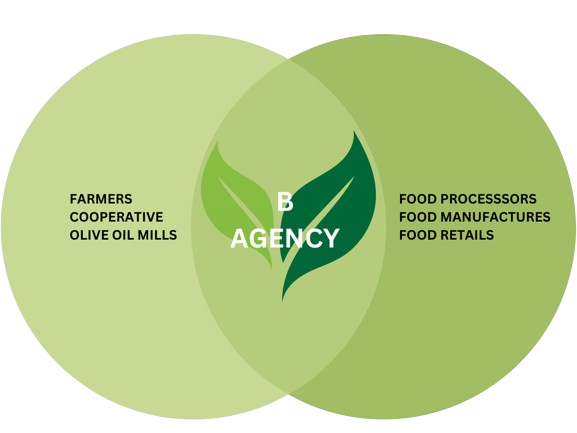 FARMERS
COOPERATIVE
OLIVE OIL MILLS
B
AGENCY
FOOD PROCESSSORS
FOOD MANUFACTURES
FOOD RETAILS